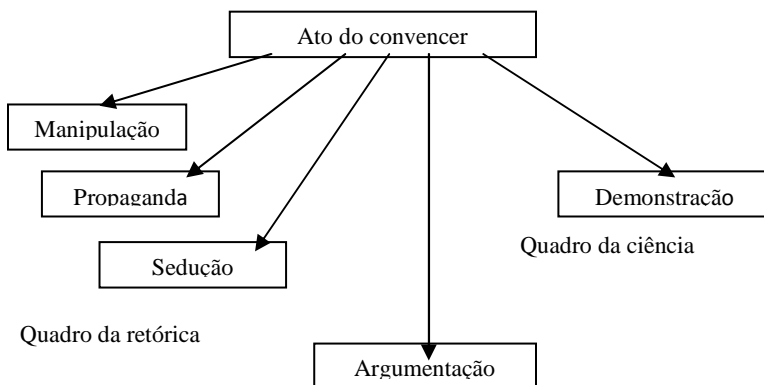 Ato do convencer
Manipulação
Propaganda
Demonstração
Sedução
Quadro da ciência
Quadro da retórica
Argumentação